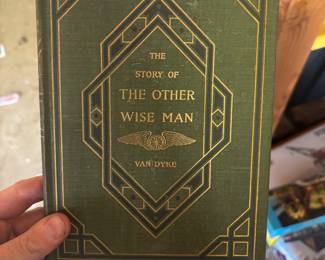 THE
STORY OF
THE OTHER
WISE MAN
VAN DYKE